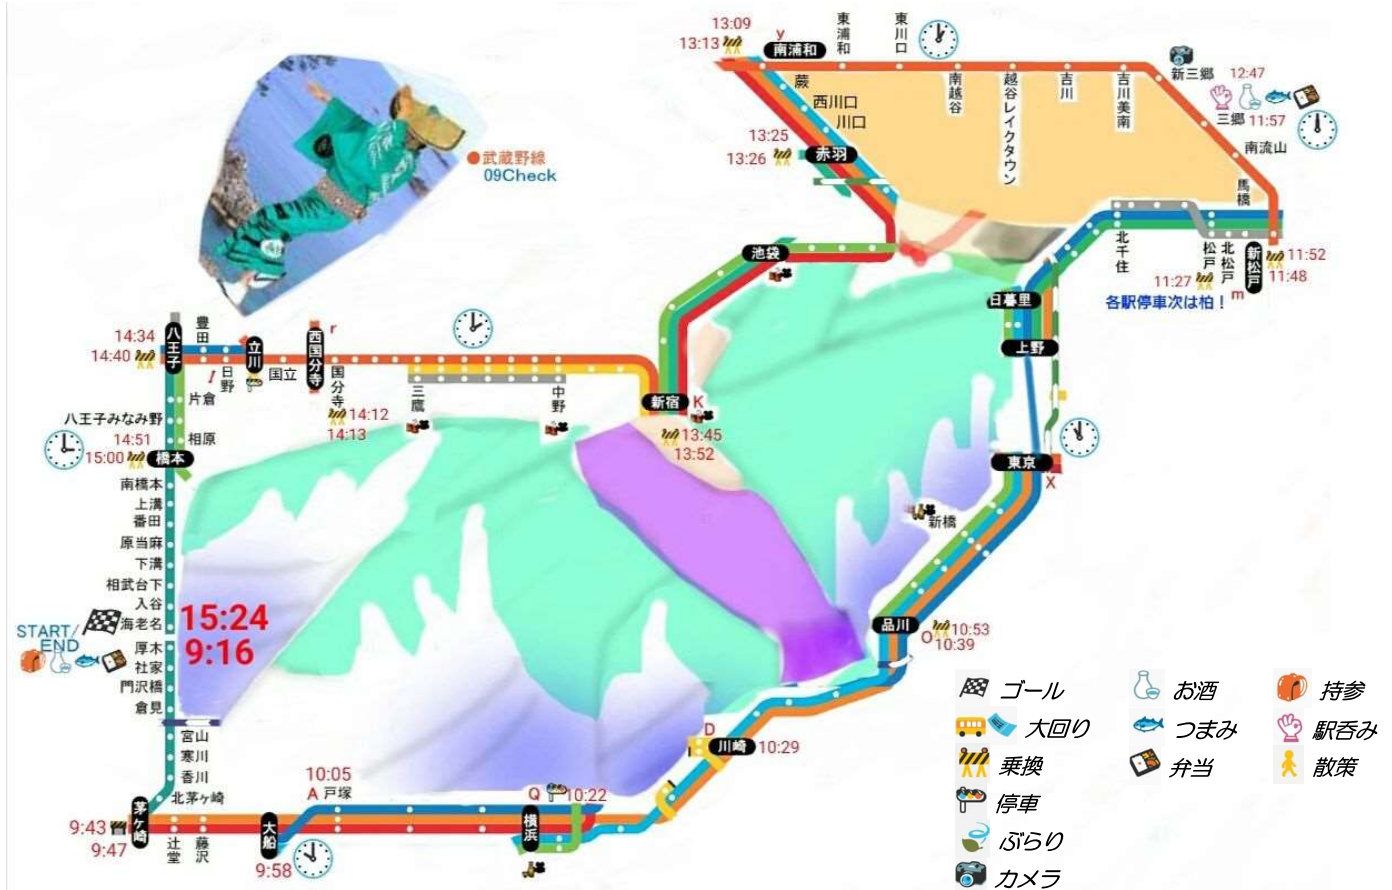 13:09
13:13
y
南浦和
東浦和
東川口
南越谷
越谷レイクタウン
吉川
吉川美南
新三郷
12:47
三郷 11:57
南流山
馬橋
蕨
西川口
川口
13:25
13:26
赤羽
●武蔵野線
09Check
池袋
北千住
松戸
北松戸
新松戸
11:52
11:48
11:27
m
各駅停車次は柏!
日暮里
上野
14:34
14:40
八王子
豊田
日野
立川
国立
西国分寺
r
国分寺
14:12
14:13
三鷹
中野
新宿
K
13:45
13:52
片倉
八王子みなみ野
相原
14:51
15:00
橋本
南橋本
上溝
番田
原当麻
下溝
相武台下
入谷
海老名
15:24
9:16
START/
END
厚木
社家
門沢橋
倉見
宮山
寒川
香川
北茅ヶ崎
茅ヶ崎
9:43
9:47
辻堂
藤沢
大船
9:58
10:05
A 戸塚
Q
10:22
横浜
D
川崎 10:29
品川
O
10:53
10:39
新橋
東京
X
ゴール
大回り
乗換
停車
ぶらり
カメラ
お酒
つまみ
弁当
持参
駅呑み
散策